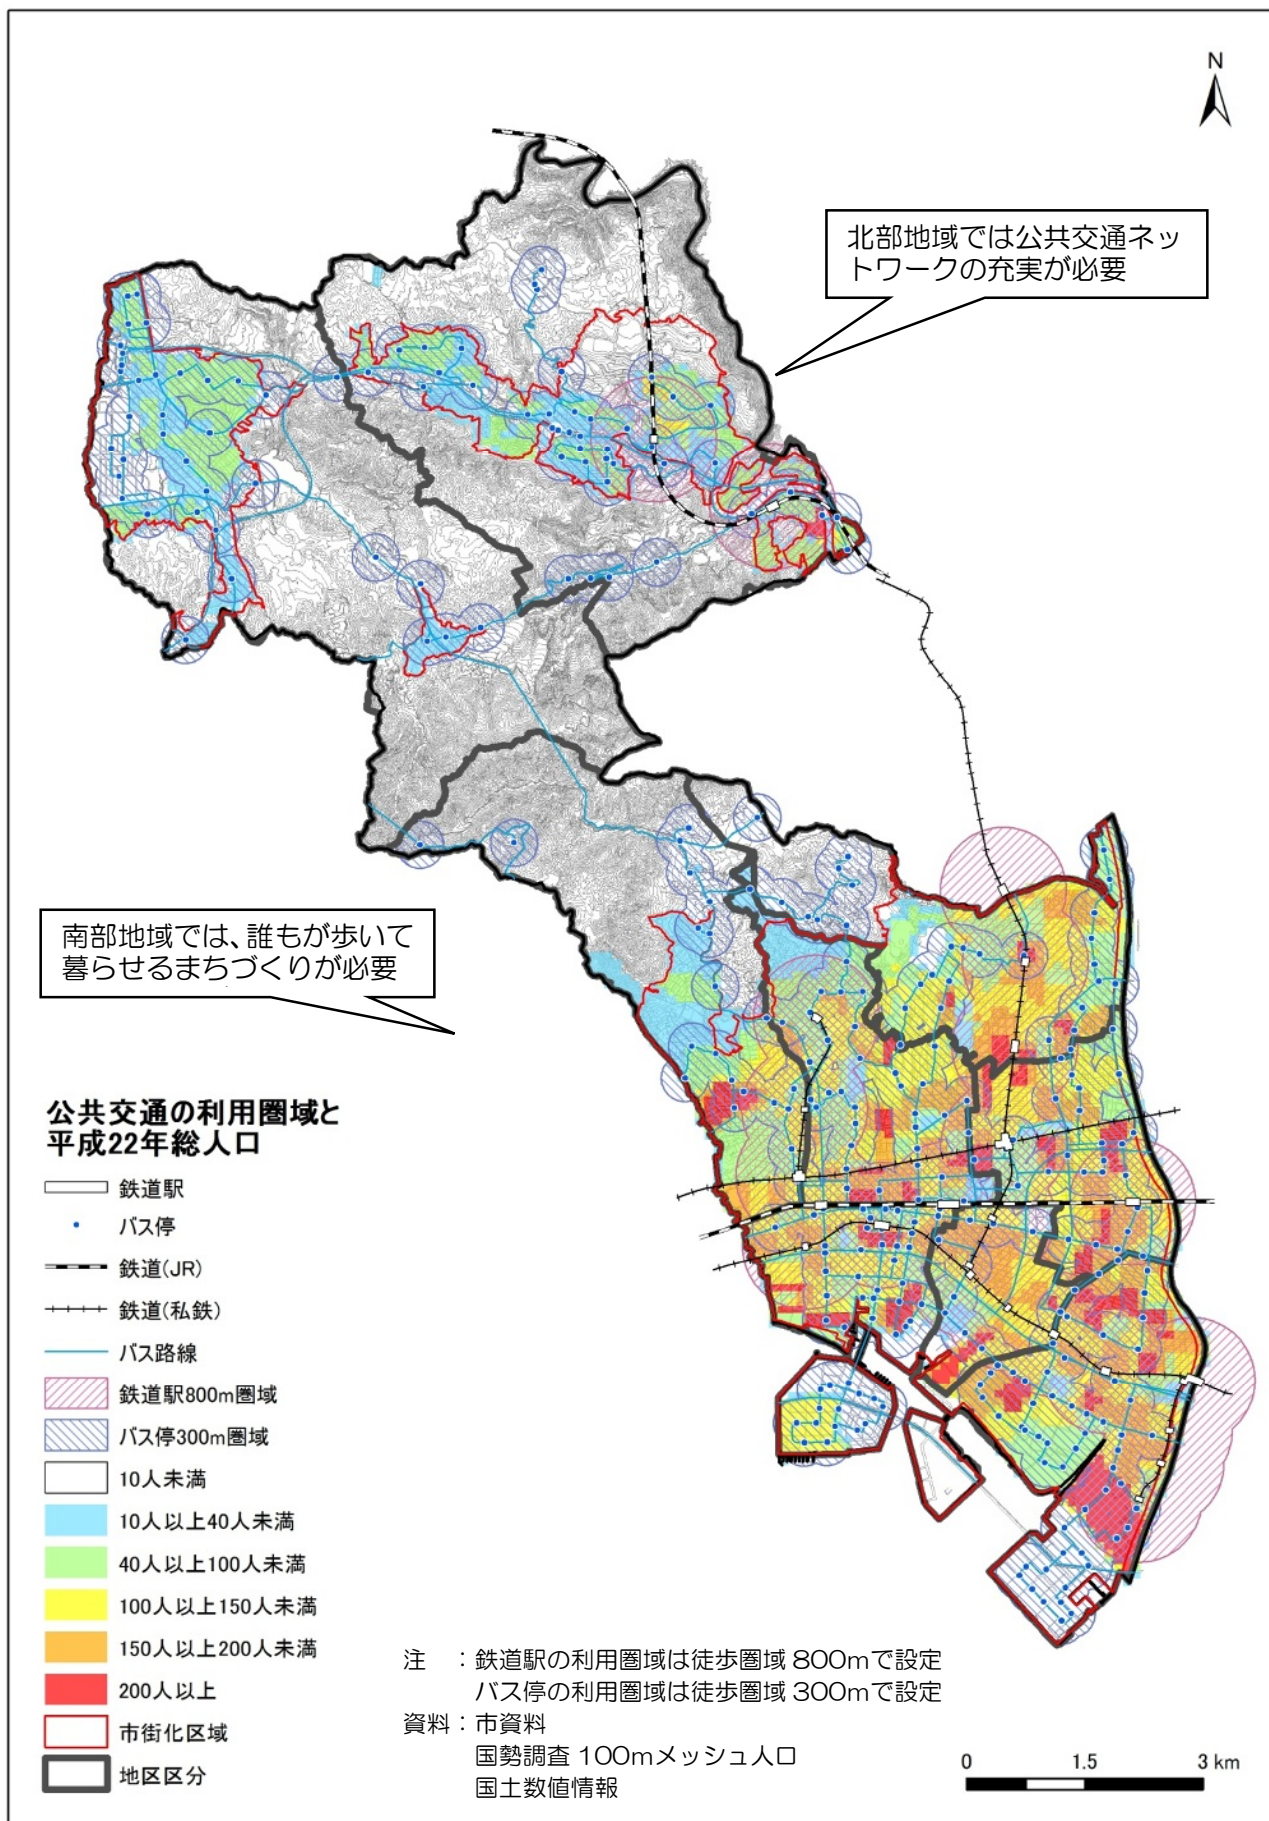 N
北部地域では公共交通ネッ
トワークの充実が必要
南部地域では、誰もが歩いて
暮らせるまちづくりが必要
公共交通の利用圏域と
平成22年総人口
鉄道駅
バス停
鉄道(JR)
鉄道(私鉄)
バス路線
鉄道駅800m圏域
バス停300m圏域
10人未満
10人以上40人未満
40人以上100人未満
100人以上150人未満
150人以上200人未満
200人以上
市街化区域
地区区分
注 ：鉄道駅の利用圏域は徒歩圏域 800mで設定
バス停の利用圏域は徒歩圏域 300mで設定
資料：市資料
国勢調査 100mメッシュ人口
国土数値情報
0 1.5 3 km